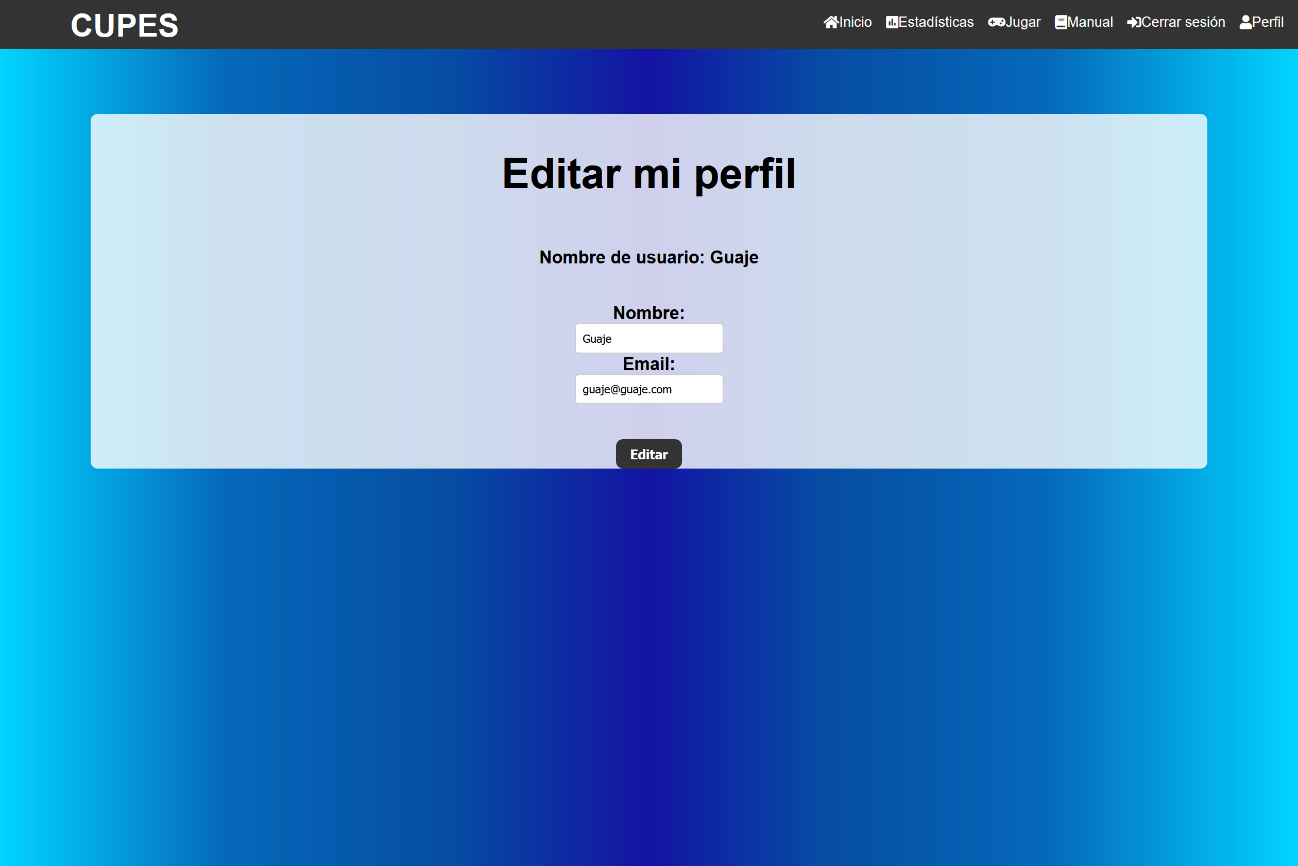 CUPES
Inicio Estadísticas Jugar Manual Cerrar sesión Perfil
Editar mi perfil
Nombre de usuario: Guaje
Nombre:
Guaje
Email:
guaje@guaje.com
Editar